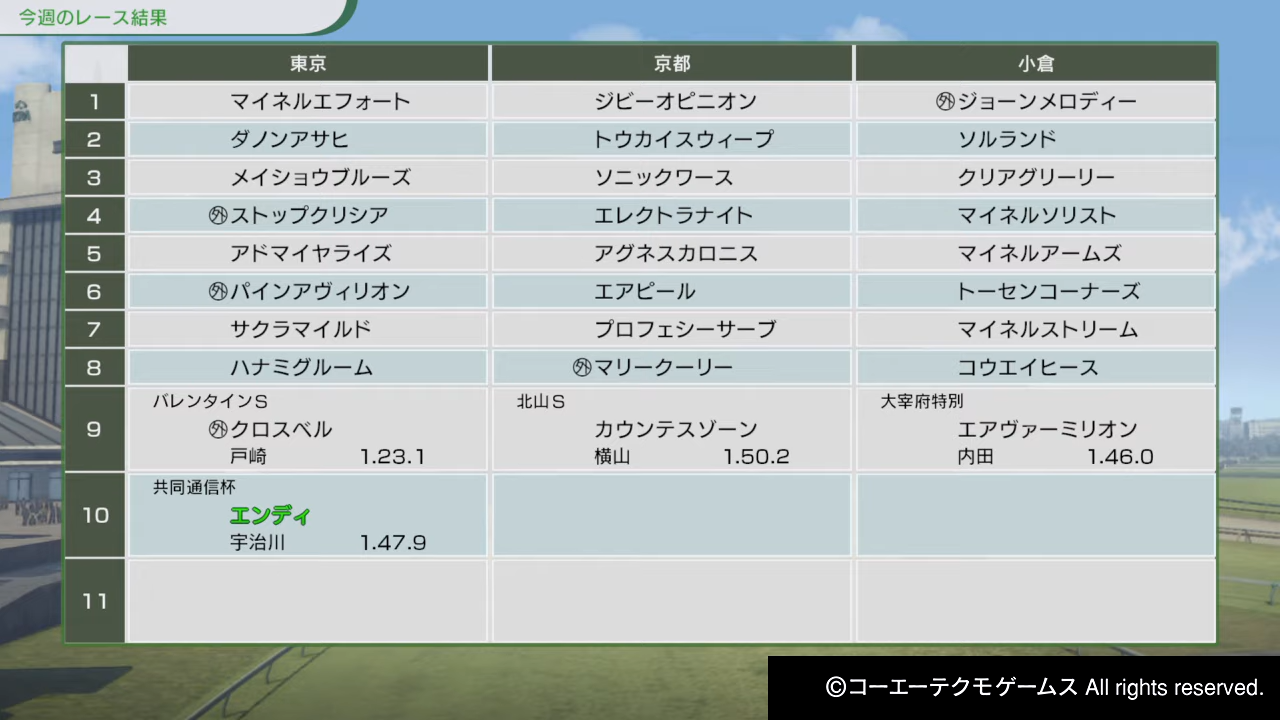 今週のレース結果
東京 京都 小倉
1 マイネルエフォート ジビーオピニオン ㊕ジョーンメロディー
2 ダノンアサヒ トウカイスウィープ ソルランド
3 メイショウブルーズ ソニックワース クリアグリーリー
4 外ストップクリシア エレクトラナイト マイネルソリスト
5 アドマイヤライズ アグネスカロニス マイネルアームズ
6 外パインアヴィリオン エアピール トーセンコーナーズ
7 サクラマイルド プロフェシーサーブ マイネルストリーム
8 ハナミグルーム 外マリークーリー コウエイヒース
バレンタインS 北山S 大宰府特別
9 外クロスベル カウンテスゾーン エアヴァーミリオン
戸崎 1.23.1 横山 1.50.2 内田 1.46.0
共同通信杯
10 エンディ
宇治川 1.47.9
11
©コーエーテクモゲームス All rights reserved.